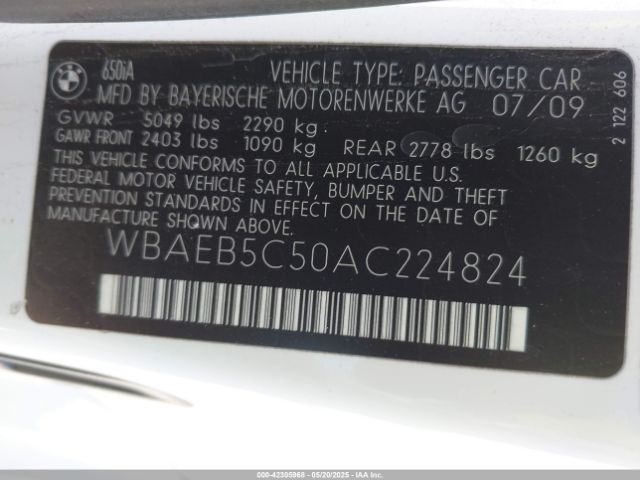 650iA VEHICLE TYPE: PASSENGER CAR
MFD BY BAYERISCHE MOTORENWERKE AG 07/09
GVWR 5049 lbs 2290 kg
GAWR FRONT 2403 lbs 1090 kg REAR 2778 lbs 1260 kg
THIS VEHICLE CONFORMS TO ALL APPLICABLE U.S.
FEDERAL MOTOR VEHICLE SAFETY, BUMPER AND THEFT
PREVENTION STANDARDS IN EFFECT ON THE DATE OF
MANUFACTURE SHOWN ABOVE.
WBAEB5C50AC224824
2 122 606
000-42305968 - 05/20/2025 - IAAI.COM